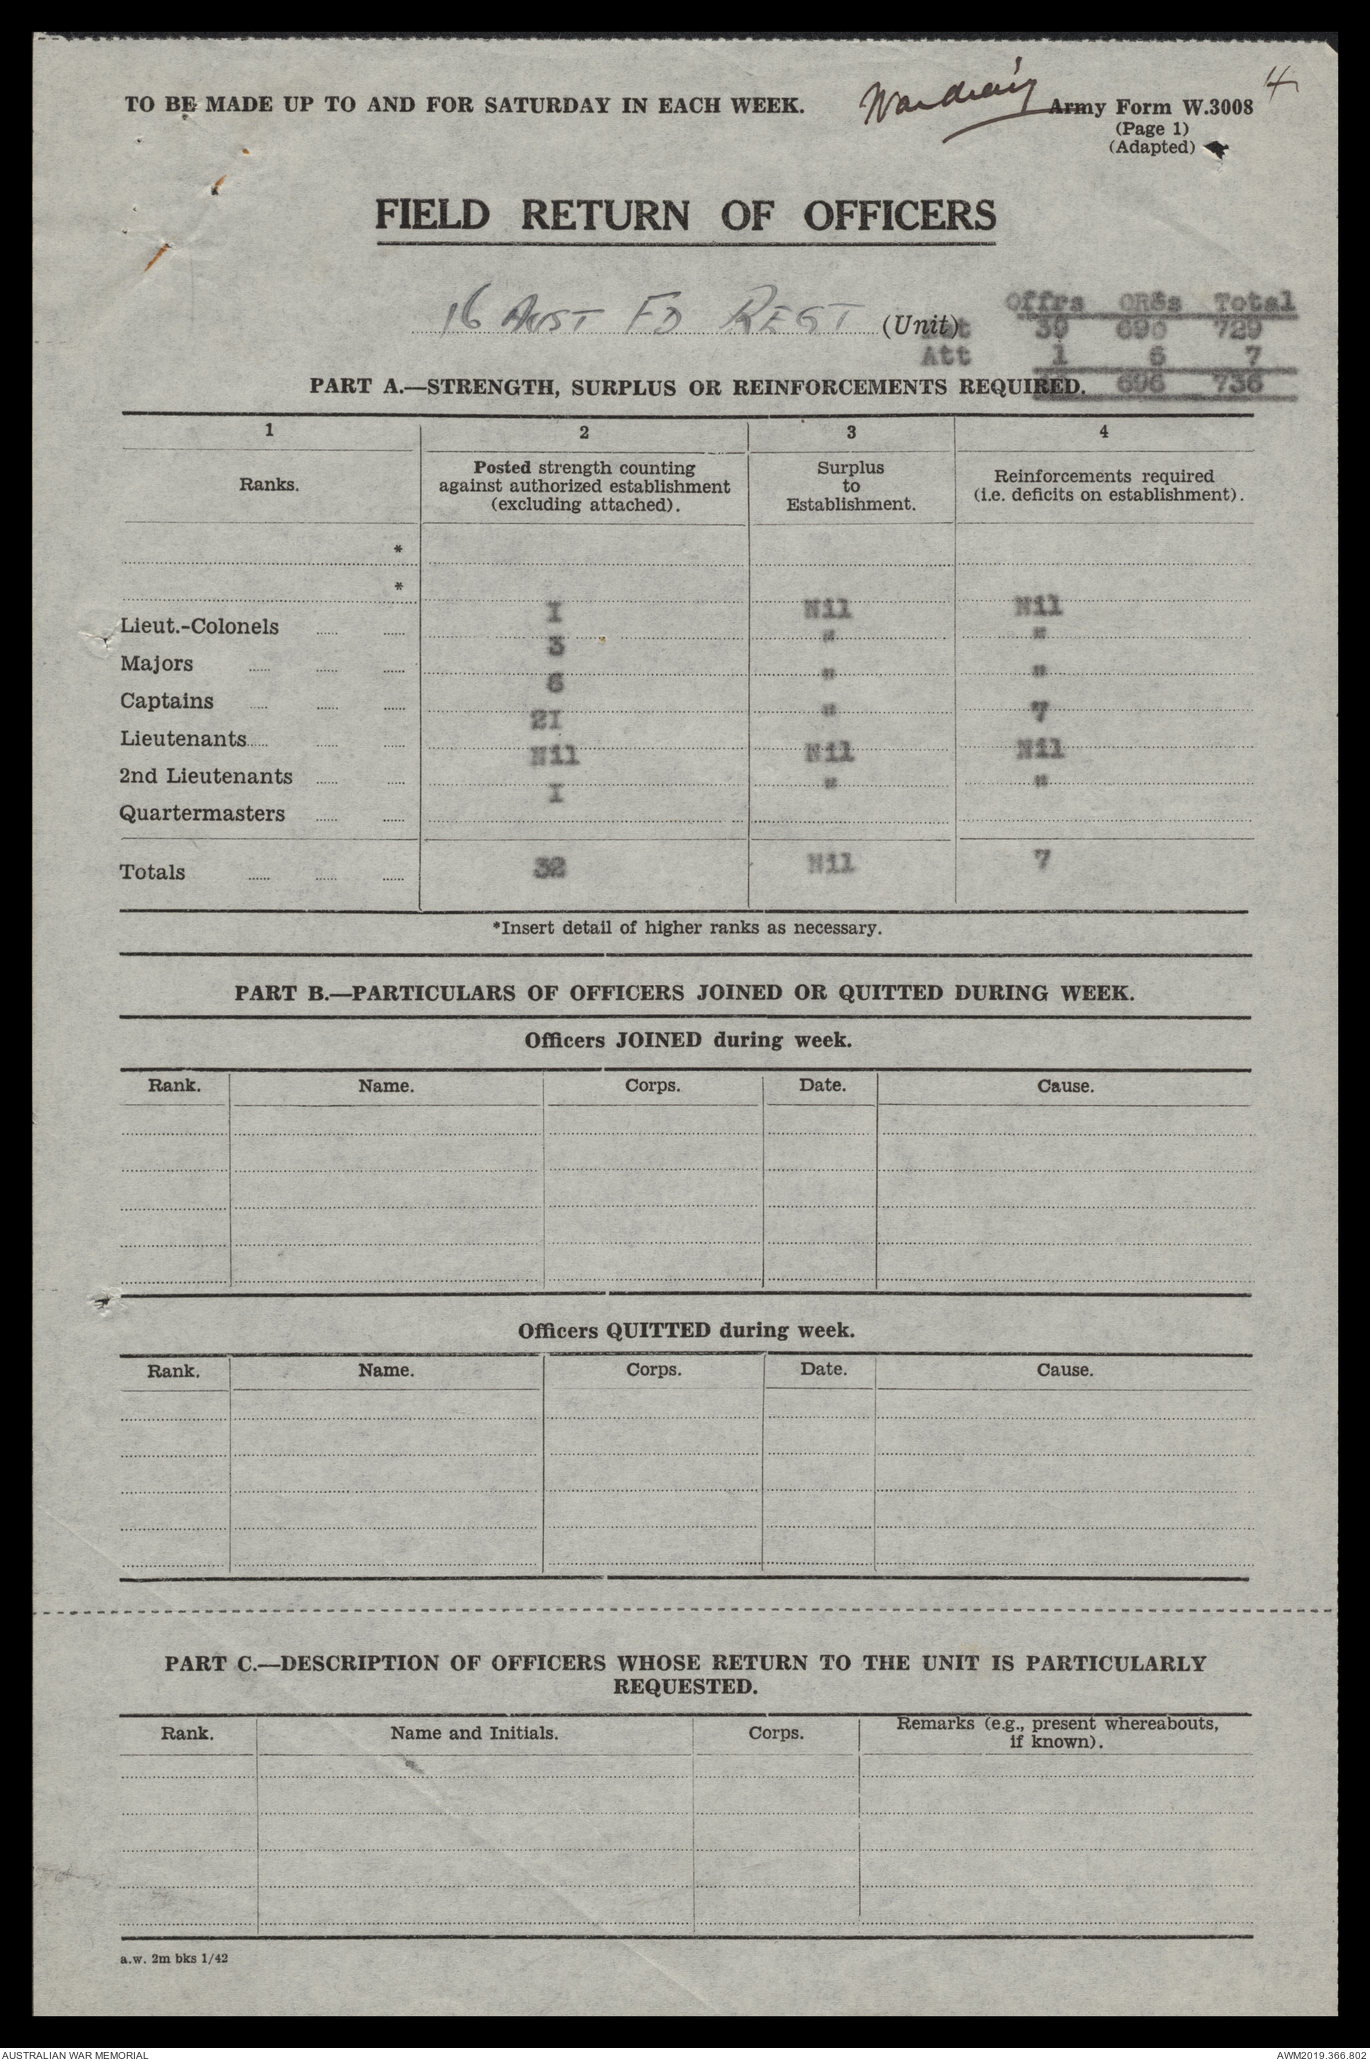 TO BE MADE UP TO AND FOR SATURDAY IN EACH WEEK.
War diary
4
Army Form W.3008
(Page 1)
(Adapted)
FIELD RETURN OF OFFICERS
16 AUST FD REGT (Unit)
Offrs OR&s Total
39 690 729
Att 1 6 7
696 736
PART A.—STRENGTH, SURPLUS OR REINFORCEMENTS REQUIRED.
1 2 3 4
Ranks. Posted strength counting against authorized establishment (excluding attached). Surplus to Establishment. Reinforcements required (i.e. deficits on establishment).
*
*
Lieut.-Colonels ...... ...... I Nil Nil
Majors ...... ...... ...... 3 " "
Captains ...... ...... ...... 6 " "
Lieutenants ...... ...... ...... 21 " 7
2nd Lieutenants ...... ...... Nil Nil Nil
Quartermasters ...... ...... I " "
Totals ...... ...... ...... 32 Nil 7
*Insert detail of higher ranks as necessary.
PART B.—PARTICULARS OF OFFICERS JOINED OR QUITTED DURING WEEK.
Officers JOINED during week.
Rank. Name. Corps. Date. Cause.
Officers QUITTED during week.
Rank. Name. Corps. Date. Cause.
PART C.—DESCRIPTION OF OFFICERS WHOSE RETURN TO THE UNIT IS PARTICULARLY
REQUESTED.
Rank. Name and Initials. Corps. Remarks (e.g., present whereabouts, if known).
a.w. 2m bks 1/42
AUSTRALIAN WAR MEMORIAL
AWM2019.366.802